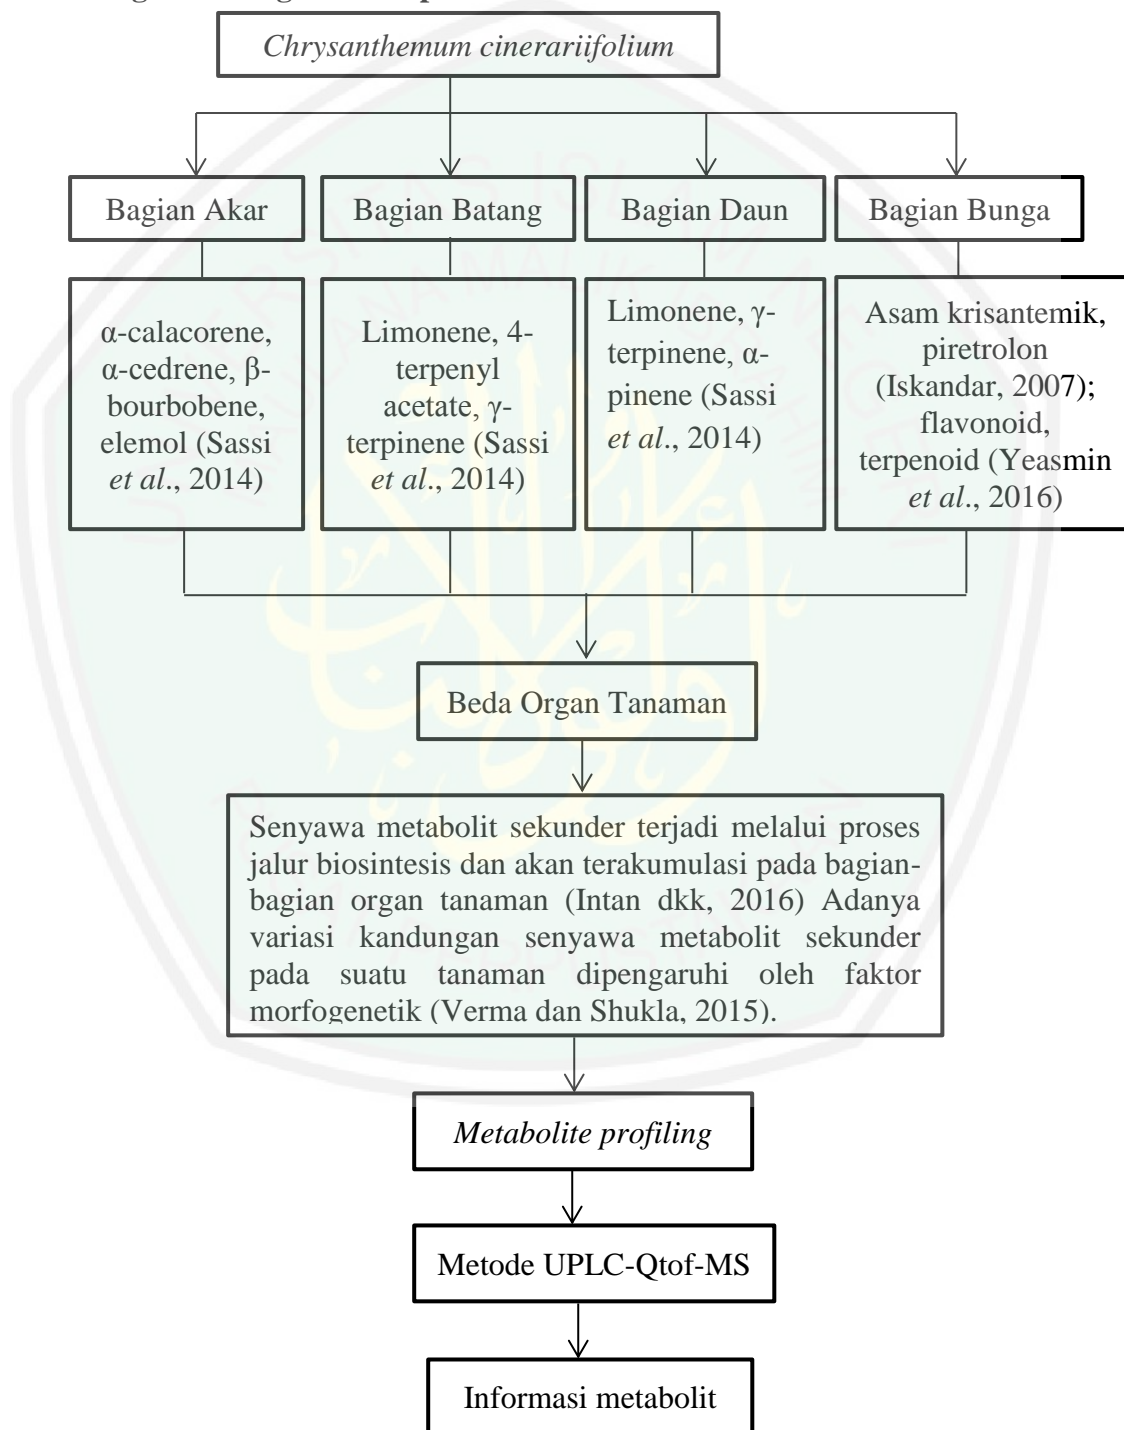 Chrysanthemum cinerariifolium
Bagian Akar
Bagian Batang
Bagian Daun
Bagian Bunga
α-calacorene,
α-cedrene, β-
bourbobene,
elemol (Sassi
et al., 2014)
Limonene, 4-
terpenyl
acetate, γ-
terpinene (Sassi
et al., 2014)
Limonene, γ-
terpinene, α-
pinene (Sassi
et al., 2014)
Asam krisantemik,
piretrolon
(Iskandar, 2007);
flavonoid,
terpenoid (Yeasmin
et al., 2016)
Beda Organ Tanaman
Senyawa metabolit sekunder terjadi melalui proses
jalur biosintesis dan akan terakumulasi pada bagian-
bagian organ tanaman (Intan dkk, 2016) Adanya
variasi kandungan senyawa metabolit sekunder
pada suatu tanaman dipengaruhi oleh faktor
morfogenetik (Verma dan Shukla, 2015).
Metabolite profiling
Metode UPLC-Qtof-MS
Informasi metabolit